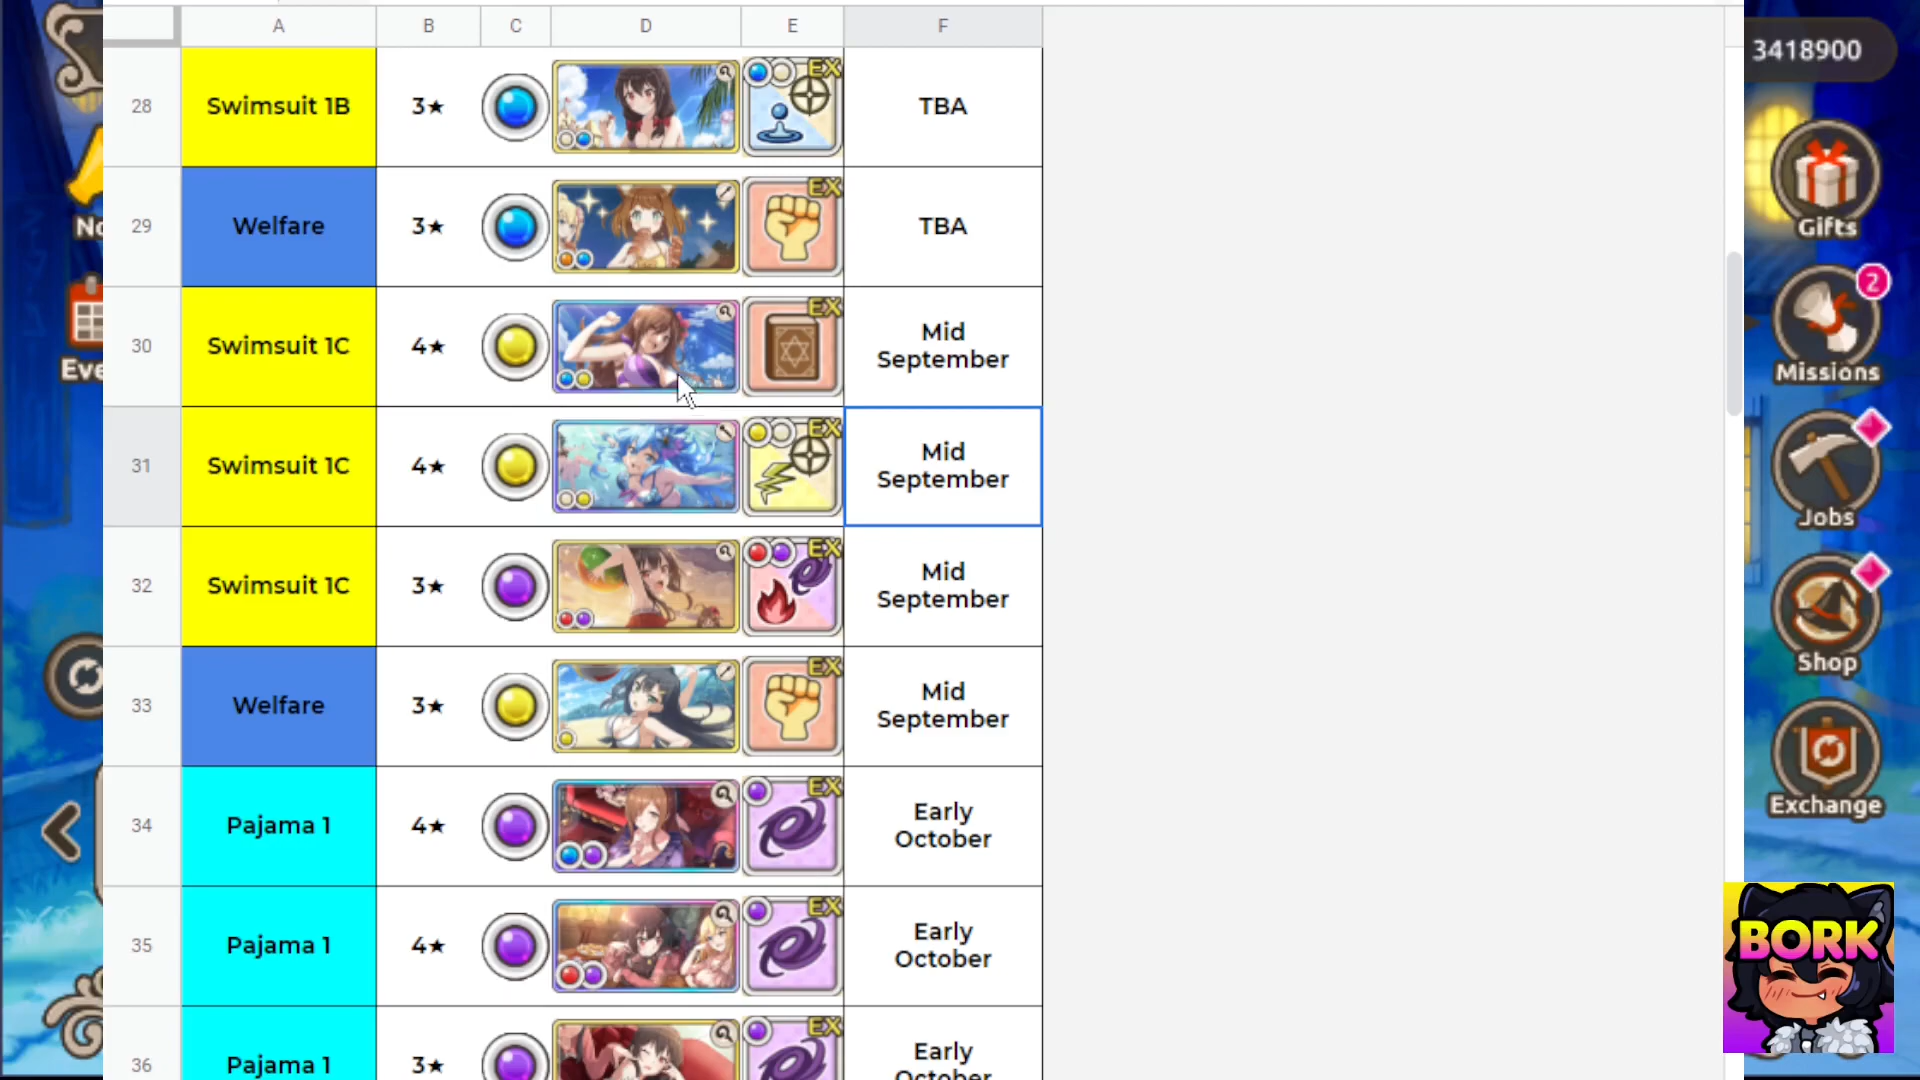 A B C D E F
3418900
28 Swimsuit 1B 3★ EX TBA
29 Welfare 3★ EX TBA
30 Swimsuit 1C 4★ EX Mid
September
31 Swimsuit 1C 4★ EX Mid
September
32 Swimsuit 1C 3★ EX Mid
September
33 Welfare 3★ EX Mid
September
34 Pajama 1 4★ EX Early
October
35 Pajama 1 4★ EX Early
October
36 Pajama 1 3★ EX Early
October
Gifts
2
Missions
Jobs
Shop
Exchange
BORK